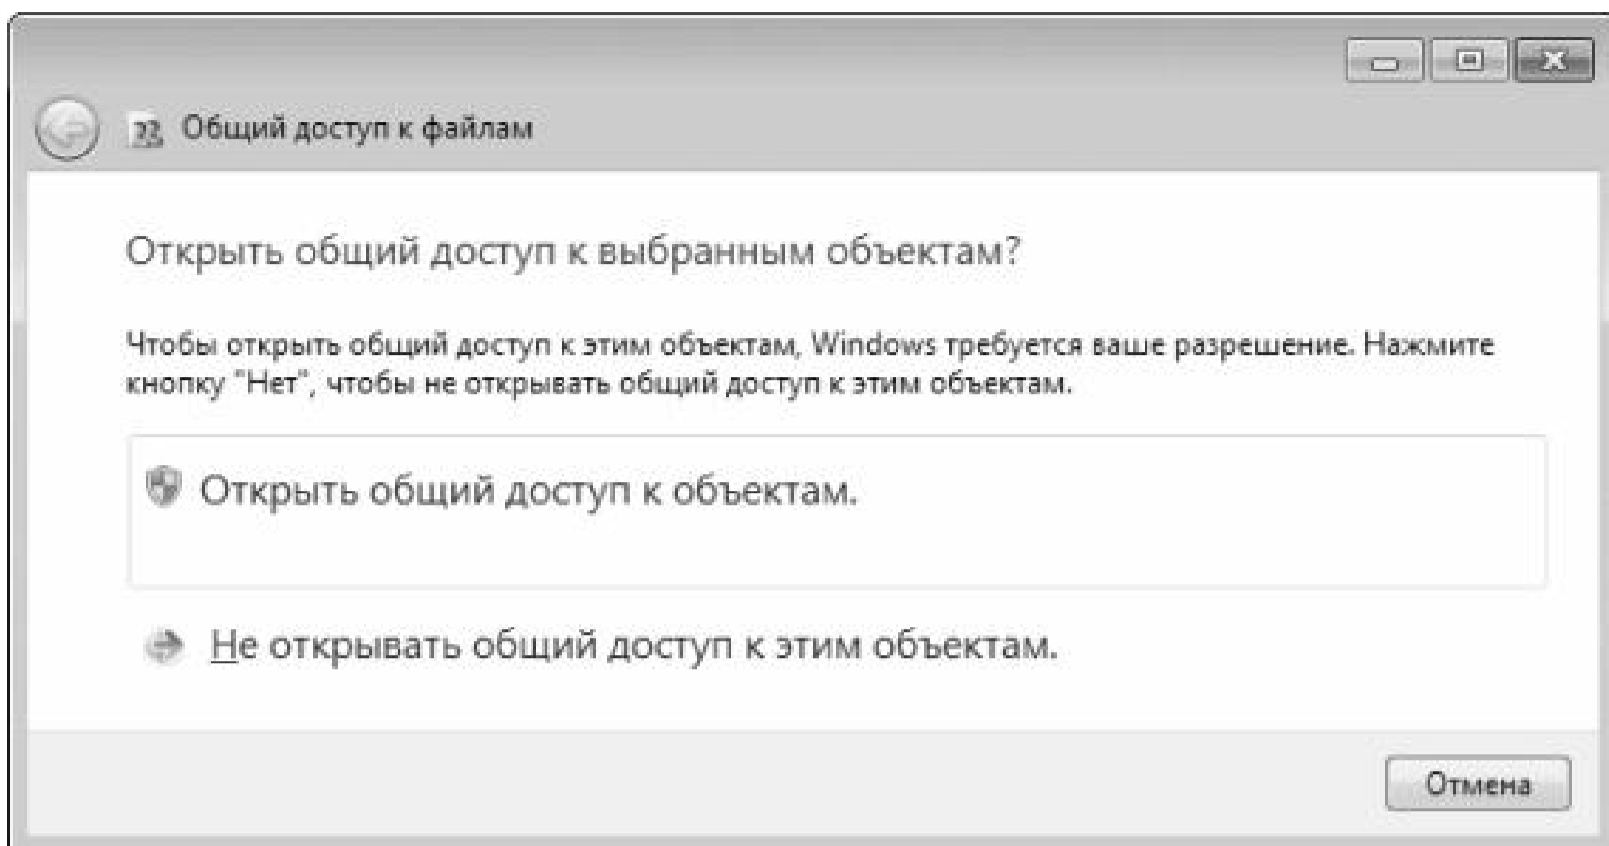 Общий доступ к файлам
Открыть общий доступ к выбранным объектам?
Чтобы открыть общий доступ к этим объектам, Windows требуется ваше разрешение. Нажмите
кнопку "Нет", чтобы не открывать общий доступ к этим объектам.
Открыть общий доступ к объектам.
Не открывать общий доступ к этим объектам.
Отмена